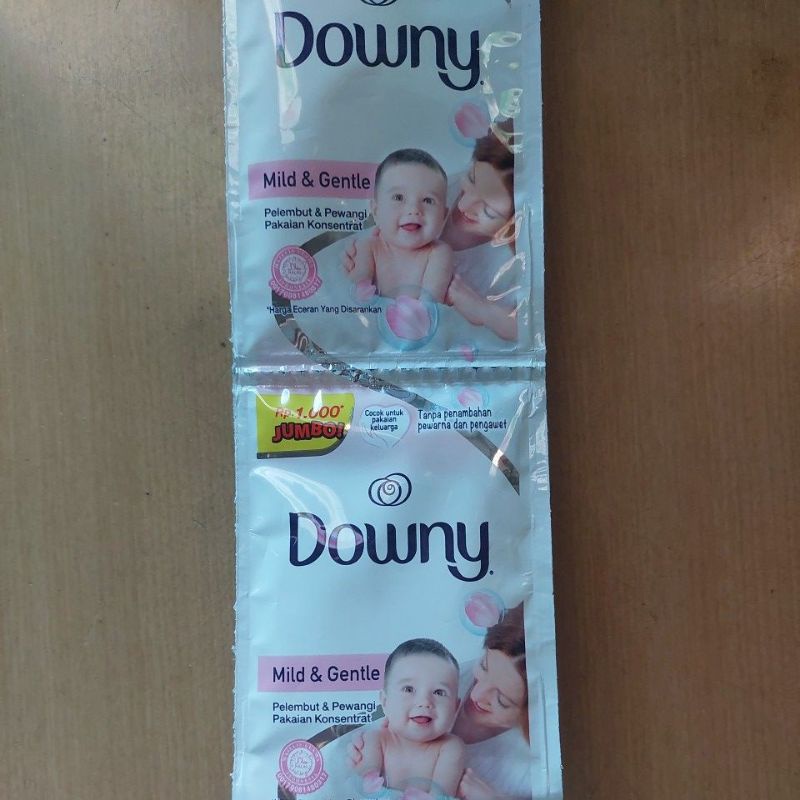 Downy
Mild & Gentle
Pelembut & Pewangi
Pakaian Konsentrat
*Harga Eceran Yang Disarankan
Rp.1.000*
JUMBO!
Cocok untuk
pakaian
keluarga
Tanpa penambahan
pewarna dan pengawet
Downy
Mild & Gentle
Pelembut & Pewangi
Pakaian Konsentrat